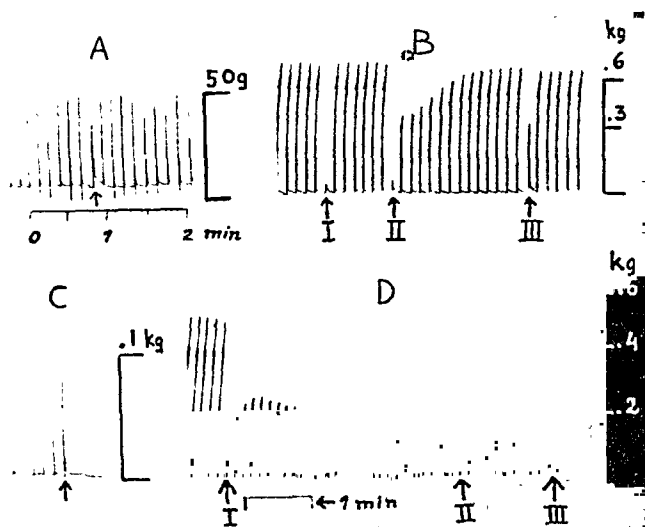 A
50g
0 1 2 min
B
kg
.6
.3
I II III
C
.1 kg
D
kg
.4
.2
I II III
←1 min